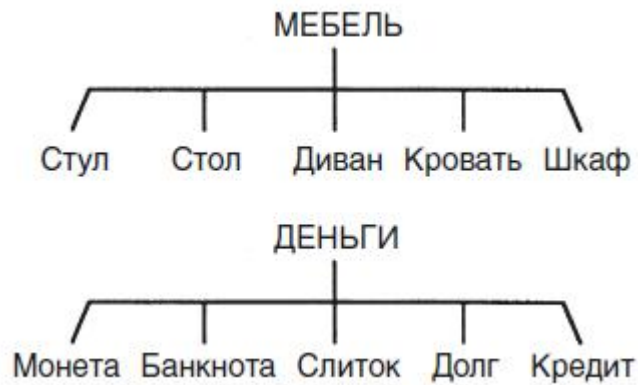 МЕБЕЛЬ
Стул Стол Диван Кровать Шкаф
ДЕНЬГИ
Монета Банкнота Слиток Долг Кредит